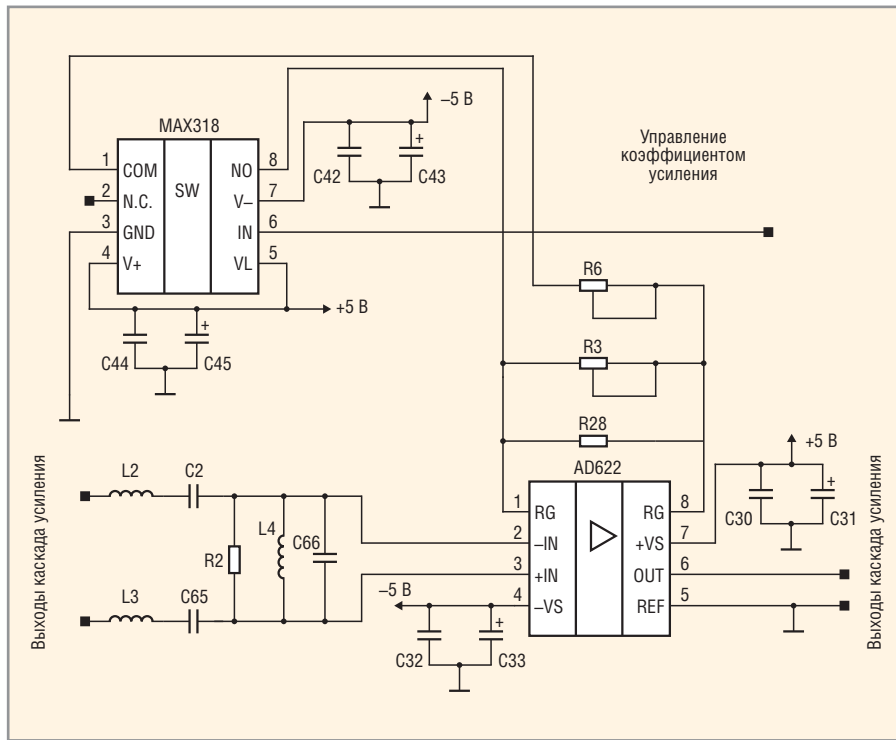 MAX318
1 COM NO 8
2 N.C. SW V– 7
3 GND IN 6
4 V+ VL 5
–5 В
C42 + C43
Управление
коэффициентом
усиления
+5 В
C44 + C45
R6
R3
R28
AD622
1 RG RG 8
2 –IN +VS 7
3 +IN OUT 6
4 –VS REF 5
+5 В
C30 + C31
–5 В
C32 + C33
Выходы каскада усиления
L2 C2
R2 L4 C66
L3 C65
Выходы каскада усиления